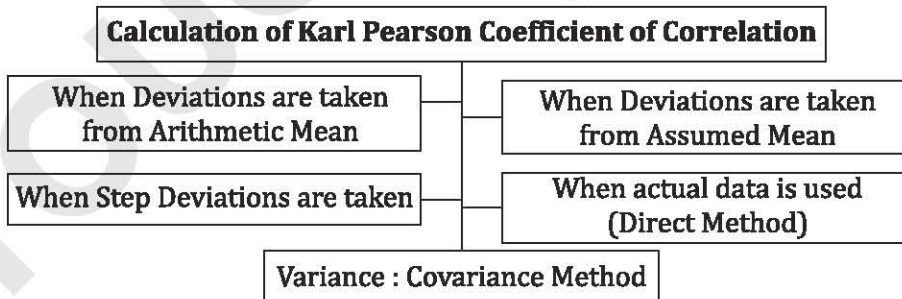 Calculation of Karl Pearson Coefficient of Correlation
When Deviations are taken
from Arithmetic Mean
When Deviations are taken
from Assumed Mean
When Step Deviations are taken
When actual data is used
(Direct Method)
Variance : Covariance Method